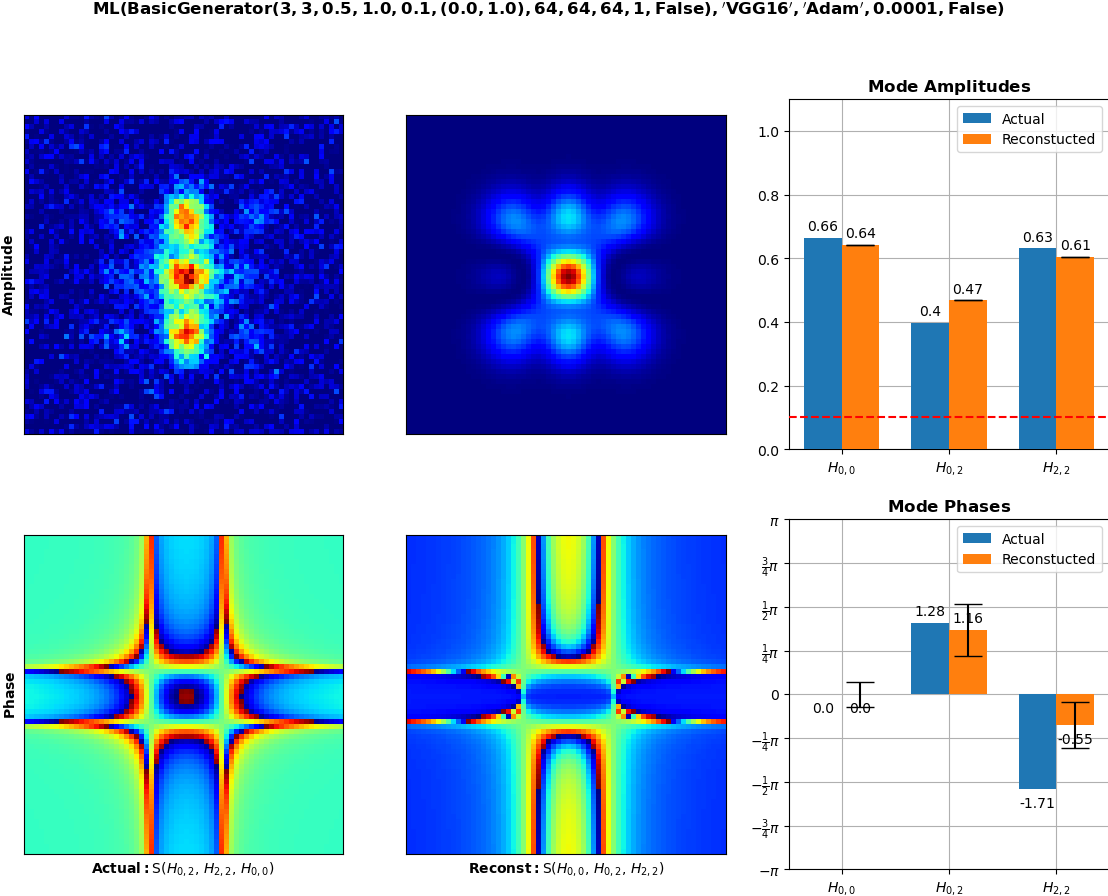 ML(BasicGenerator(3, 3, 0.5, 1.0, 0.1, (0.0, 1.0), 64, 64, 64, 1, False), ′VGG16′, ′Adam′, 0.0001, False)
Mode Amplitudes
Amplitude
1.0
0.8
0.6
0.4
0.2
0.0
Actual
Reconstucted
0.66
0.64
0.4
0.47
0.63
0.61
H0,0
H0,2
H2,2
Mode Phases
Phase
π
3/4π
1/2π
1/4π
0
−1/4π
−1/2π
−3/4π
−π
Actual
Reconstucted
0.0
0.0
1.28
1.16
-1.71
-0.55
H0,0
H0,2
H2,2
Actual: S(H0,2, H2,2, H0,0)
Reconst: S(H0,0, H0,2, H2,2)